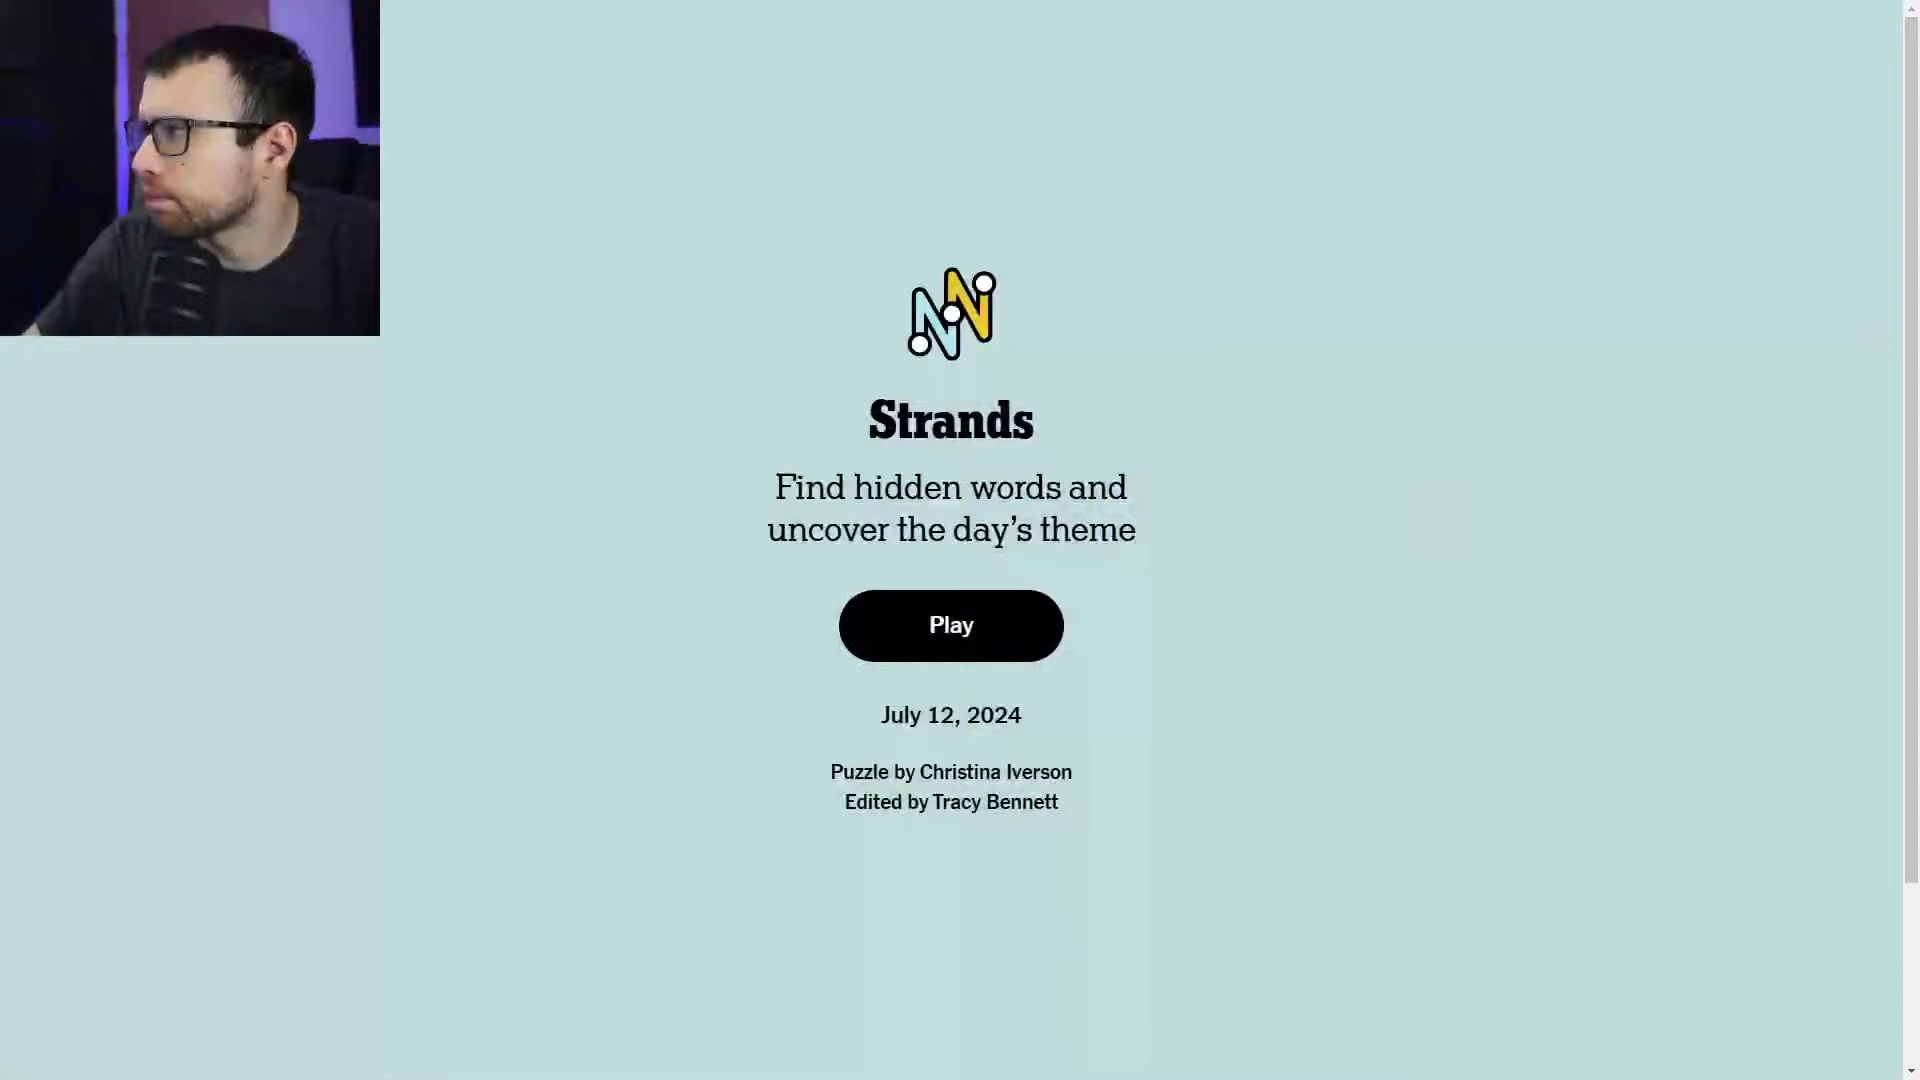 Strands
Find hidden words and
uncover the day’s theme
Play
July 12, 2024
Puzzle by Christina Iverson
Edited by Tracy Bennett